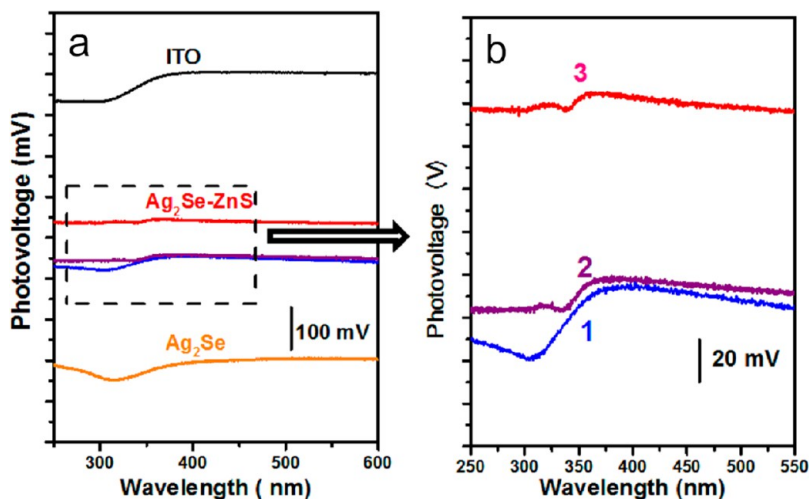 a
ITO
Ag₂Se-ZnS
100 mV
Ag₂Se
Photovoltoge (mV)
300 400 500 600
Wavelength ( nm)
b
3
2
1
20 mV
Photovoltage (V)
250 300 350 400 450 500 550
Wavelength (nm)